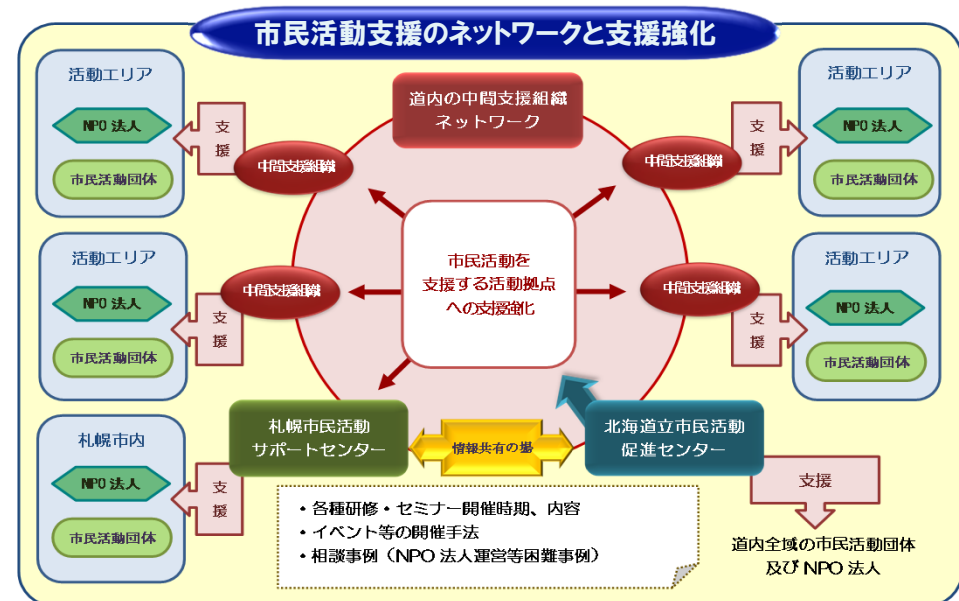 市民活動支援のネットワークと支援強化
活動エリア
NPO 法人
市民活動団体
支
援
中間支援組織
道内の中間支援組織
ネットワーク
中間支援組織
支
援
活動エリア
NPO 法人
市民活動団体
活動エリア
NPO 法人
市民活動団体
支
援
中間支援組織
市民活動を
支援する活動拠点
への支援強化
中間支援組織
支
援
活動エリア
NPO 法人
市民活動団体
札幌市内
NPO 法人
市民活動団体
支
援
札幌市民活動
サポートセンター
情報共有の場
北海道立市民活動
促進センター
支援
道内全域の市民活動団体
及び NPO 法人
・各種研修・セミナー開催時期、内容
・イベント等の開催手法
・相談事例（NPO 法人運営等困難事例）